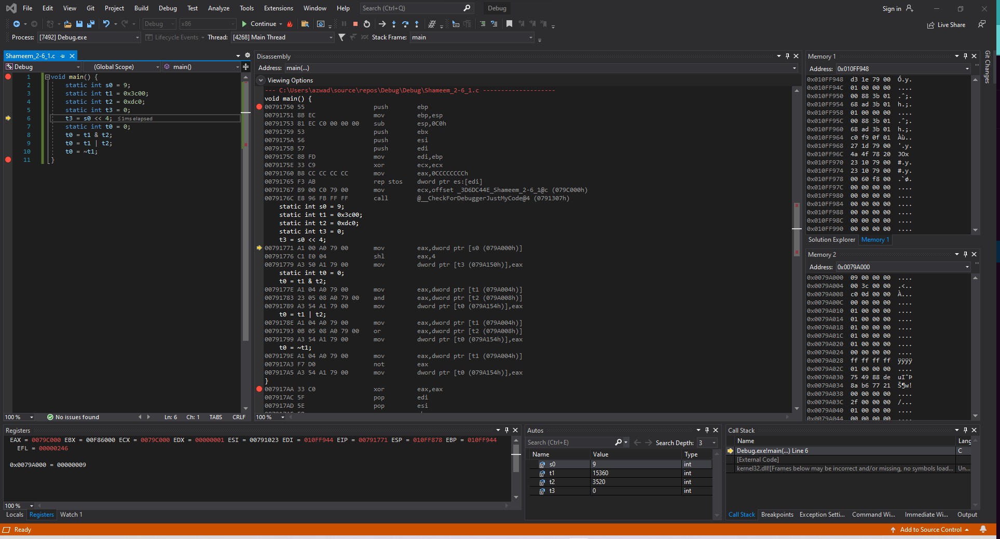 File Edit View Git Project Build Debug Test Analyze Tools Extensions Window Help Search (Ctrl+Q) Debug Sign in
Debug x86 Continue Live Share
Process: [7492] Debug.exe Lifecycle Events Thread: [4268] Main Thread Stack Frame: main
Shameem_2-6_1.c
Debug (Global Scope) main()
1 void main() {
2 static int s0 = 9;
3 static int t1 = 0x3c00;
4 static int t2 = 0xdc0;
5 static int t3 = 0;
6 t3 = s0 << 4; ≤1ms elapsed
7 static int t0 = 0;
8 t0 = t1 & t2;
9 t0 = t1 | t2;
10 t0 = ~t1;
11 }
100 % No issues found Ln: 6 Ch: 1 TABS CRLF
Disassembly
Address: main(...)
Viewing Options
--- C:\Users\azwad\source\repos\Debug\Debug\Shameem_2-6_1.c --------------------
void main() {
00791750 55 push ebp
00791751 8B EC mov ebp,esp
00791753 81 EC C0 00 00 00 sub esp,0C0h
00791759 53 push ebx
0079175A 56 push esi
0079175B 57 push edi
0079175C 8B FD mov edi,ebp
0079175E 33 C9 xor ecx,ecx
00791760 B8 CC CC CC CC mov eax,0CCCCCCCCh
00791765 F3 AB rep stos dword ptr es:[edi]
00791767 B9 00 C0 79 00 mov ecx,offset _3D6DC44E_Shameem_2-6_1@c (079C000h)
0079176C E8 96 FB FF FF call @__CheckForDebuggerJustMyCode@4 (0791307h)
static int s0 = 9;
static int t1 = 0x3c00;
static int t2 = 0xdc0;
static int t3 = 0;
t3 = s0 << 4;
00791771 A1 00 A0 79 00 mov eax,dword ptr [s0 (079A000h)]
00791776 C1 E0 04 shl eax,4
00791779 A3 50 A1 79 00 mov dword ptr [t3 (079A150h)],eax
static int t0 = 0;
t0 = t1 & t2;
0079177E A1 04 A0 79 00 mov eax,dword ptr [t1 (079A004h)]
00791783 23 05 08 A0 79 00 and eax,dword ptr [t2 (079A008h)]
00791789 A3 54 A1 79 00 mov dword ptr [t0 (079A154h)],eax
t0 = t1 | t2;
0079178E A1 04 A0 79 00 mov eax,dword ptr [t1 (079A004h)]
00791793 0B 05 08 A0 79 00 or eax,dword ptr [t2 (079A008h)]
00791799 A3 54 A1 79 00 mov dword ptr [t0 (079A154h)],eax
t0 = ~t1;
0079179E A1 04 A0 79 00 mov eax,dword ptr [t1 (079A004h)]
007917A3 F7 D0 not eax
007917A5 A3 54 A1 79 00 mov dword ptr [t0 (079A154h)],eax
}
007917AA 33 C0 xor eax,eax
007917AC 5F pop edi
007917AD 5E pop esi
100 %
Memory 1
Address: 0x010FF948
0x010FF948 d3 1e 79 00 Ó.y.
0x010FF94C 01 00 00 00 ....
0x010FF950 00 88 3b 01 .ˆ;.
0x010FF954 68 ad 3b 01 h.;.
0x010FF958 01 00 00 00 ....
0x010FF95C 00 88 3b 01 .ˆ;.
0x010FF960 68 ad 3b 01 h.;.
0x010FF964 c0 f9 0f 01 Àù..
0x010FF968 27 1d 79 00 '.y.
0x010FF96C 4a 4f 78 20 JOx
0x010FF970 23 10 79 00 #.y.
0x010FF974 23 10 79 00 #.y.
0x010FF978 00 60 f8 00 .`ø.
0x010FF97C 00 00 00 00 ....
0x010FF980 00 00 00 00 ....
0x010FF984 00 00 00 00 ....
0x010FF988 00 00 00 00 ....
0x010FF98C 00 00 00 00 ....
0x010FF990 00 00 00 00 ....
Solution Explorer Memory 1
Memory 2
Address: 0x0079A000
0x0079A000 09 00 00 00 ....
0x0079A004 00 3c 00 00 .<..
0x0079A008 c0 0d 00 00 À...
0x0079A00C 00 00 00 00 ....
0x0079A010 01 00 00 00 ....
0x0079A014 01 00 00 00 ....
0x0079A018 01 00 00 00 ....
0x0079A01C 01 00 00 00 ....
0x0079A020 01 00 00 00 ....
0x0079A024 00 00 00 00 ....
0x0079A028 ff ff ff ff ÿÿÿÿ
0x0079A02C 01 00 00 00 ....
0x0079A030 75 49 88 de uIˆÞ
0x0079A034 8a b6 77 21 Š¶w!
0x0079A038 00 00 00 00 ....
0x0079A03C 2f 00 00 00 /...
0x0079A040 01 00 00 00 ....
0x0079A044 00 00 00 00 ....
Git Changes
Registers
EAX = 0079C000 EBX = 00F86000 ECX = 0079C000 EDX = 00000001 ESI = 00791023 EDI = 010FF944 EIP = 00791771 ESP = 010FF878 EBP = 010FF944
EFL = 00000246
0x0079A000 = 00000009
100 %
Locals Registers Watch 1
Autos
Search (Ctrl+E) Search Depth: 3
Name Value Type
s0 9 int
t1 15360 int
t2 3520 int
t3 0 int
Call Stack
Name Lang
Debug.exe!main(...) Line 6 C
[External Code]
kernel32.dll![Frames below may be incorrect and/or missing, no symbols load... Un...
Call Stack Breakpoints Exception Setti... Command Wi... Immediate Wi... Output
Ready Add to Source Control